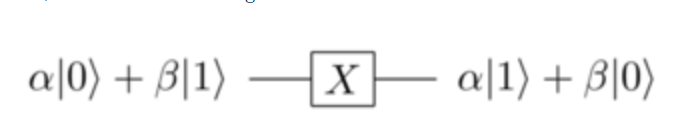 α|0⟩ + β|1⟩ X α|1⟩ + β|0⟩